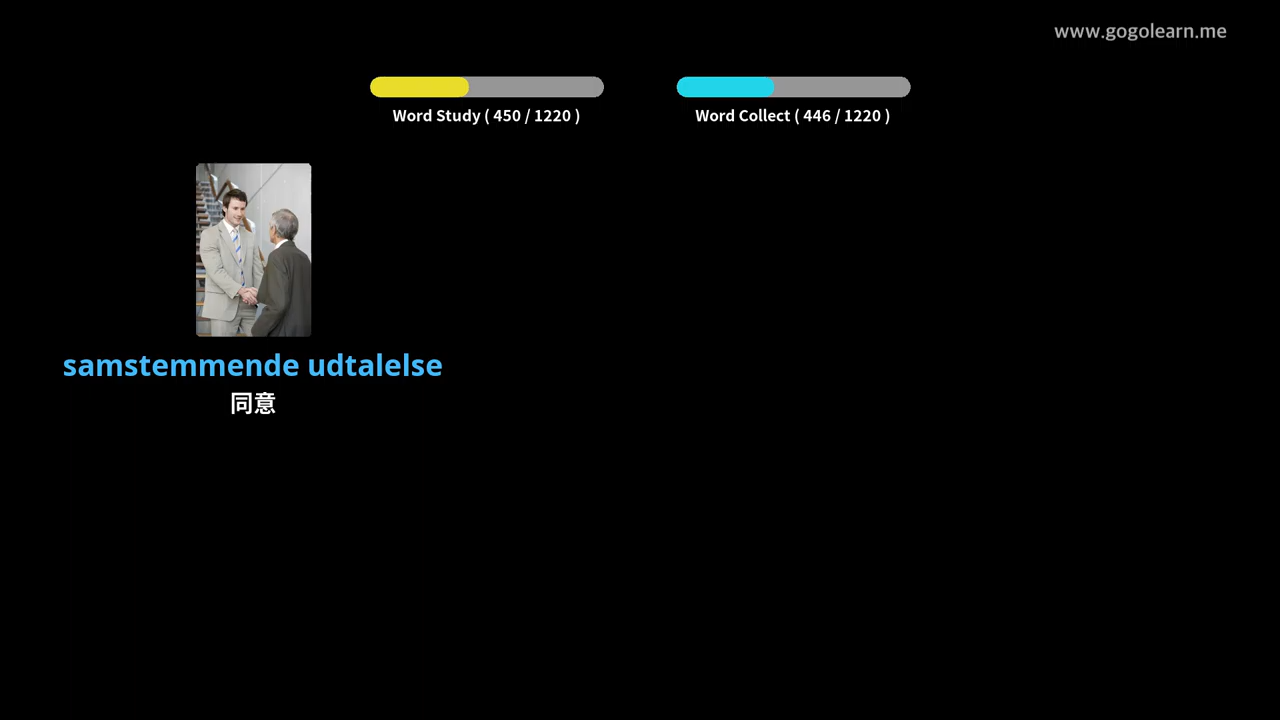 www.gogolearn.me
Word Study ( 450 / 1220 )
Word Collect ( 446 / 1220 )
samstemmende udtalelse
同意